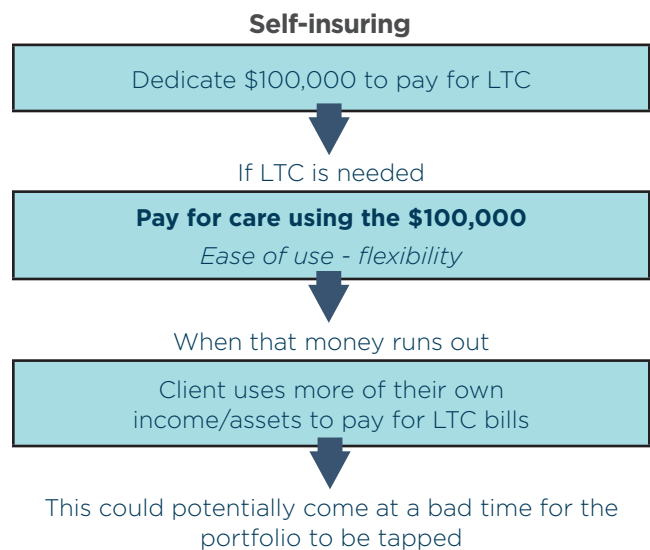 Self-insuring
Dedicate $100,000 to pay for LTC
If LTC is needed
Pay for care using the $100,000
Ease of use - flexibility
When that money runs out
Client uses more of their own
income/assets to pay for LTC bills
This could potentially come at a bad time for the
portfolio to be tapped